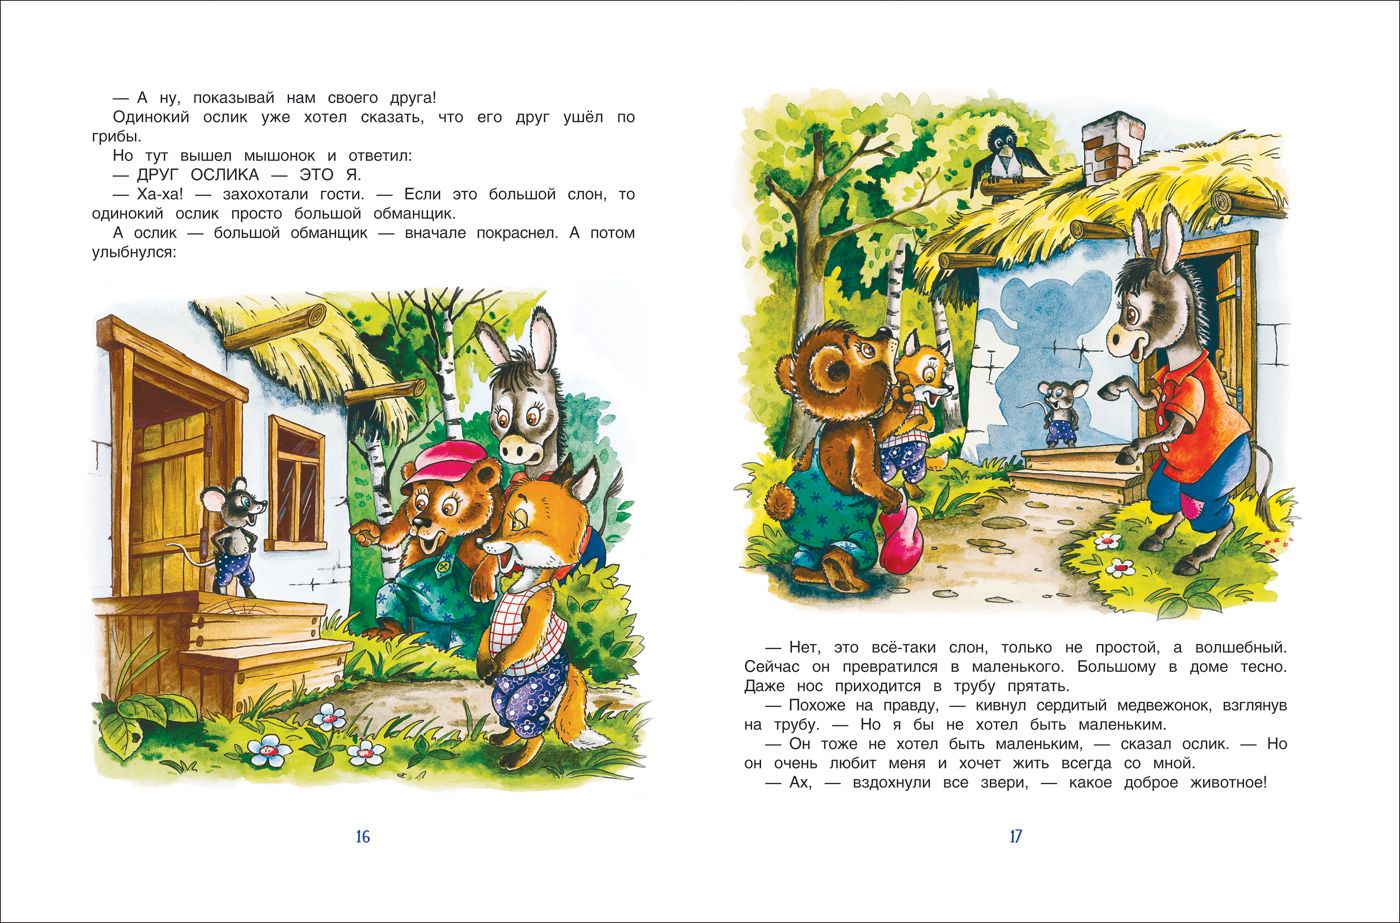 — А ну, показывай нам своего друга!
Одинокий ослик уже хотел сказать, что его друг ушёл по
грибы.
Но тут вышел мышонок и ответил:
— ДРУГ ОСЛИКА — ЭТО Я.
— Ха-ха! — захохотали гости. — Если это большой слон, то
одинокий ослик просто большой обманщик.
А ослик — большой обманщик — вначале покраснел. А потом
улыбнулся:
16
— Нет, это всё-таки слон, только не простой, а волшебный.
Сейчас он превратился в маленького. Большому в доме тесно.
Даже нос приходится в трубу прятать.
— Похоже на правду, — кивнул сердитый медвежонок, взглянув
на трубу. — Но я бы не хотел быть маленьким.
— Он тоже не хотел быть маленьким, — сказал ослик. — Но
он очень любит меня и хочет жить всегда со мной.
— Ах, — вздохнули все звери, — какое доброе животное!
17